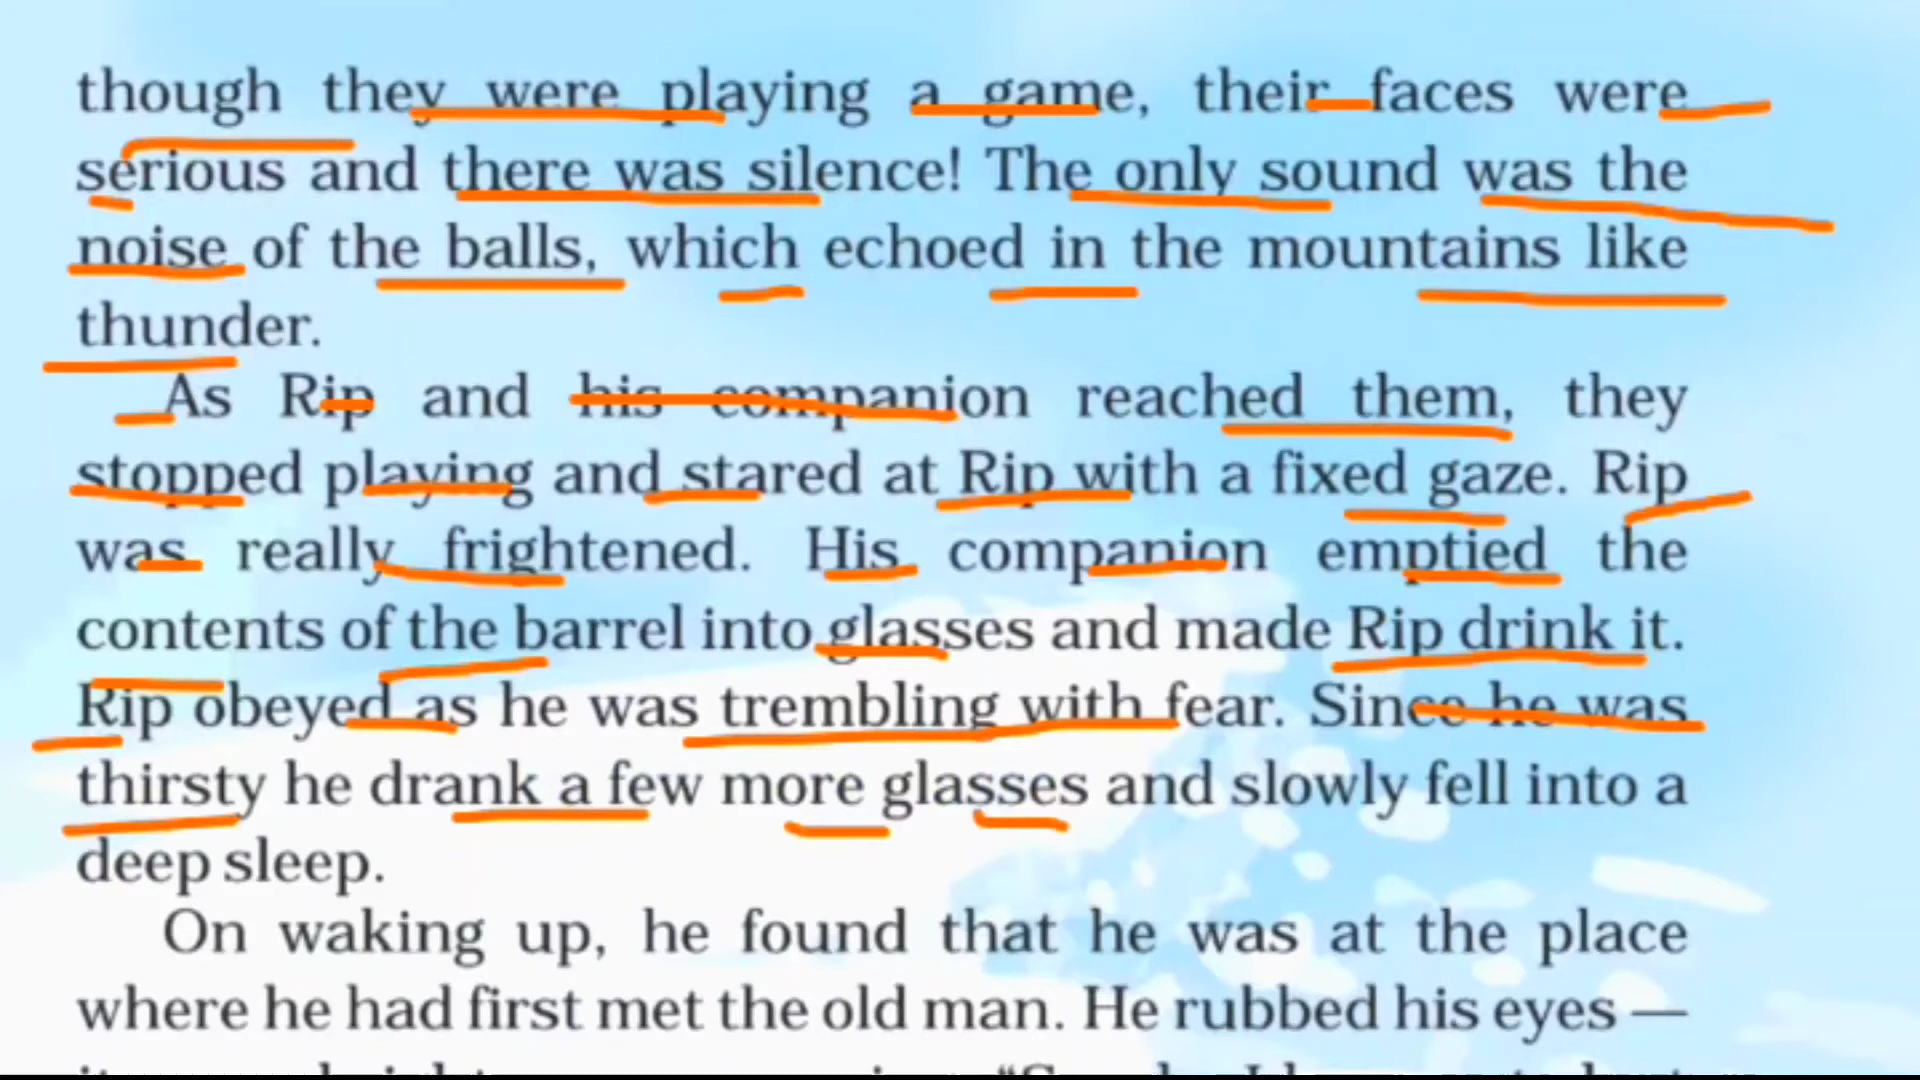 though they were playing a game, their faces were
serious and there was silence! The only sound was the
noise of the balls, which echoed in the mountains like
thunder.
As Rip and his companion reached them, they
stopped playing and stared at Rip with a fixed gaze. Rip
was really frightened. His companion emptied the
contents of the barrel into glasses and made Rip drink it.
Rip obeyed as he was trembling with fear. Since he was
thirsty he drank a few more glasses and slowly fell into a
deep sleep.
On waking up, he found that he was at the place
where he had first met the old man. He rubbed his eyes —